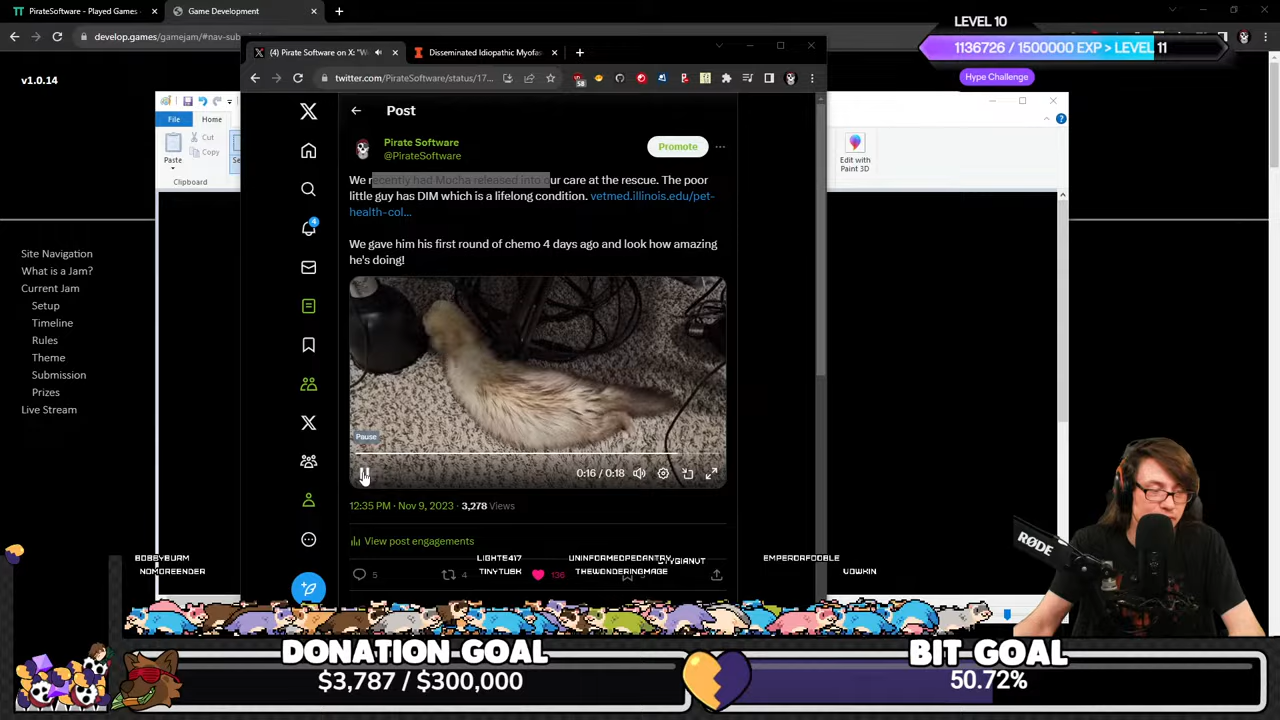 PirateSoftware - Played Games -
Game Development
develop.games/gamejam/#nav-sub
v1.0.14
Site Navigation
What is a Jam?
Current Jam
Setup
Timeline
Rules
Theme
Submission
Prizes
Live Stream
File
Home
Paste
Cut
Copy
Clipboard
Edit with
Paint 3D
(4) Pirate Software on X: "W
Disseminated Idiopathic Myofas
twitter.com/PirateSoftware/status/17...
58
Post
Pirate Software
@PirateSoftware
Promote
We recently had Mocha released into our care at the rescue. The poor
little guy has DIM which is a lifelong condition. vetmed.illinois.edu/pet-
health-col...
We gave him his first round of chemo 4 days ago and look how amazing
he's doing!
4
Pause
0:16 / 0:18
12:35 PM · Nov 9, 2023 · 3,278 Views
View post engagements
5
4
136
LEVEL 10
1136726 / 1500000 EXP > LEVEL 11
Hype Challenge
BOBBYBURM
NOMOREENDER
LIGHTE417
TINYTUBK
UNINFORMEDPEDANTRY
THEWONDERINGMAGE
EMPERORFOOBLE
VOWKIN
RØDE
DONATION GOAL
$3,787 / $300,000
BIT GOAL
50.72%